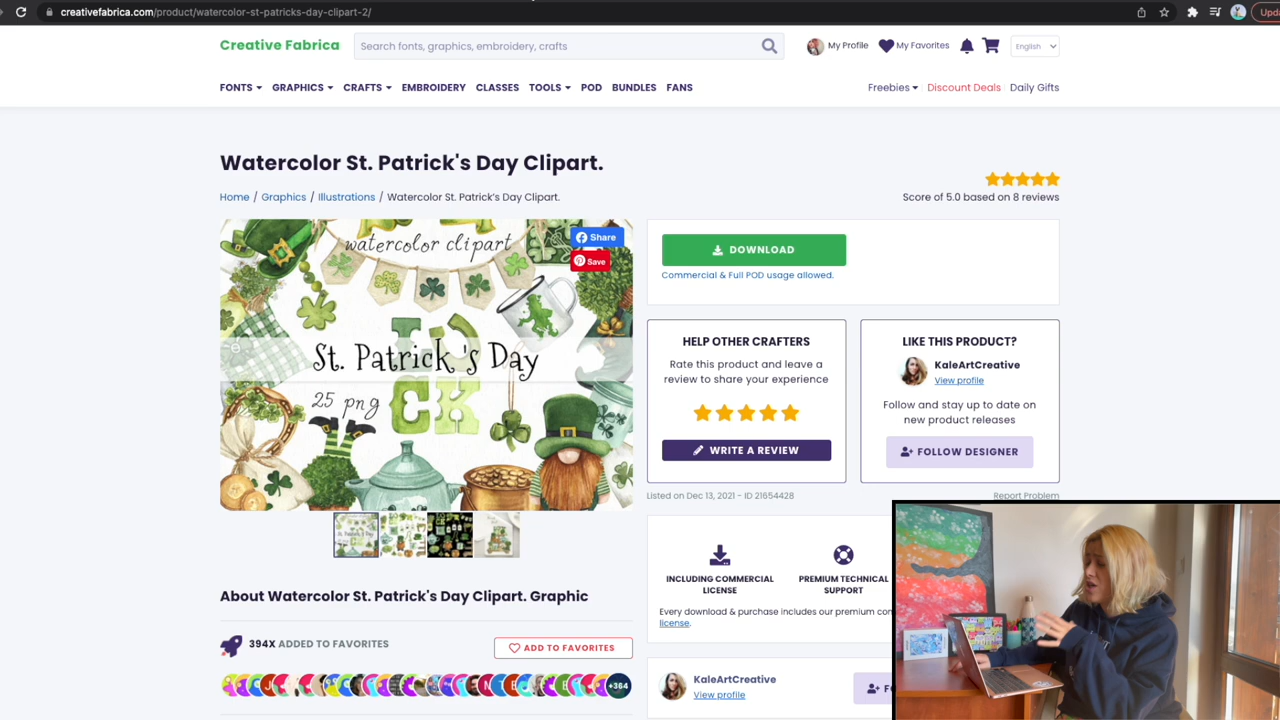 creativefabrica.com/product/watercolor-st-patricks-day-clipart-2/
Creative Fabrica
Search fonts, graphics, embroidery, crafts
My Profile
My Favorites
English
FONTS
GRAPHICS
CRAFTS
EMBROIDERY
CLASSES
TOOLS
POD
BUNDLES
FANS
Freebies
Discount Deals
Daily Gifts
Watercolor St. Patrick's Day Clipart.
Home / Graphics / Illustrations / Watercolor St. Patrick's Day Clipart.
Score of 5.0 based on 8 reviews
watercolor clipart
Share
Save
St. Patrick's Day
25 png
DOWNLOAD
Commercial & Full POD usage allowed.
HELP OTHER CRAFTERS
Rate this product and leave a
review to share your experience
WRITE A REVIEW
LIKE THIS PRODUCT?
KaleArtCreative
View profile
Follow and stay up to date on
new product releases
FOLLOW DESIGNER
Listed on Dec 13, 2021 - ID 21654428
Report Problem
INCLUDING COMMERCIAL
LICENSE
PREMIUM TECHNICAL
SUPPORT
Every download & purchase includes our premium
license.
About Watercolor St. Patrick's Day Clipart. Graphic
394X ADDED TO FAVORITES
ADD TO FAVORITES
+364
KaleArtCreative
View profile